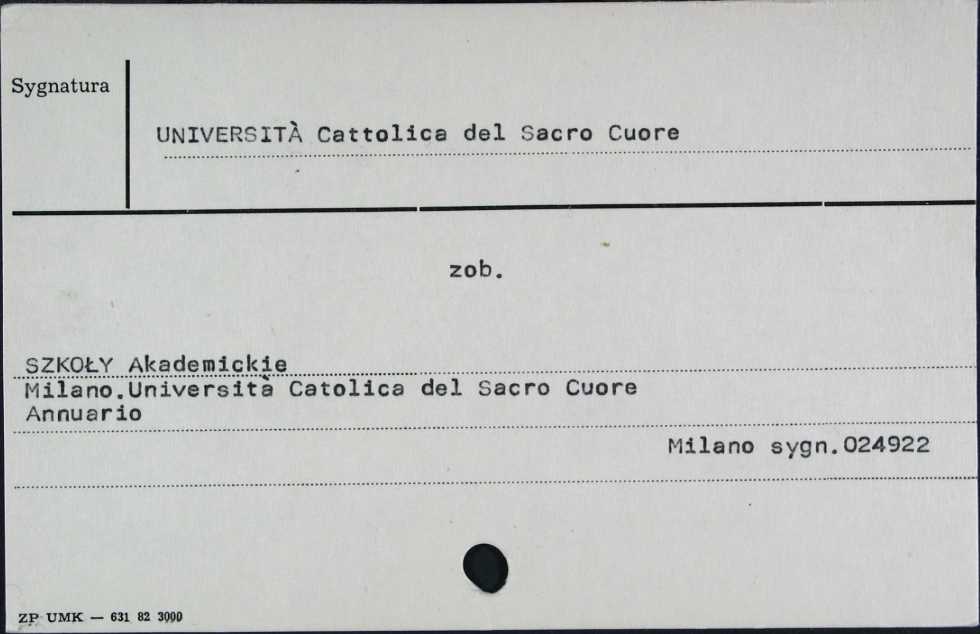 Sygnatura
UNIVERSITÀ Cattolica del Sacro Cuore
zob.
SZKOŁY Akademickie
Milano.Università Catolica del Sacro Cuore
Annuario
Milano sygn.024922
ZP UMK — 631 82 3000